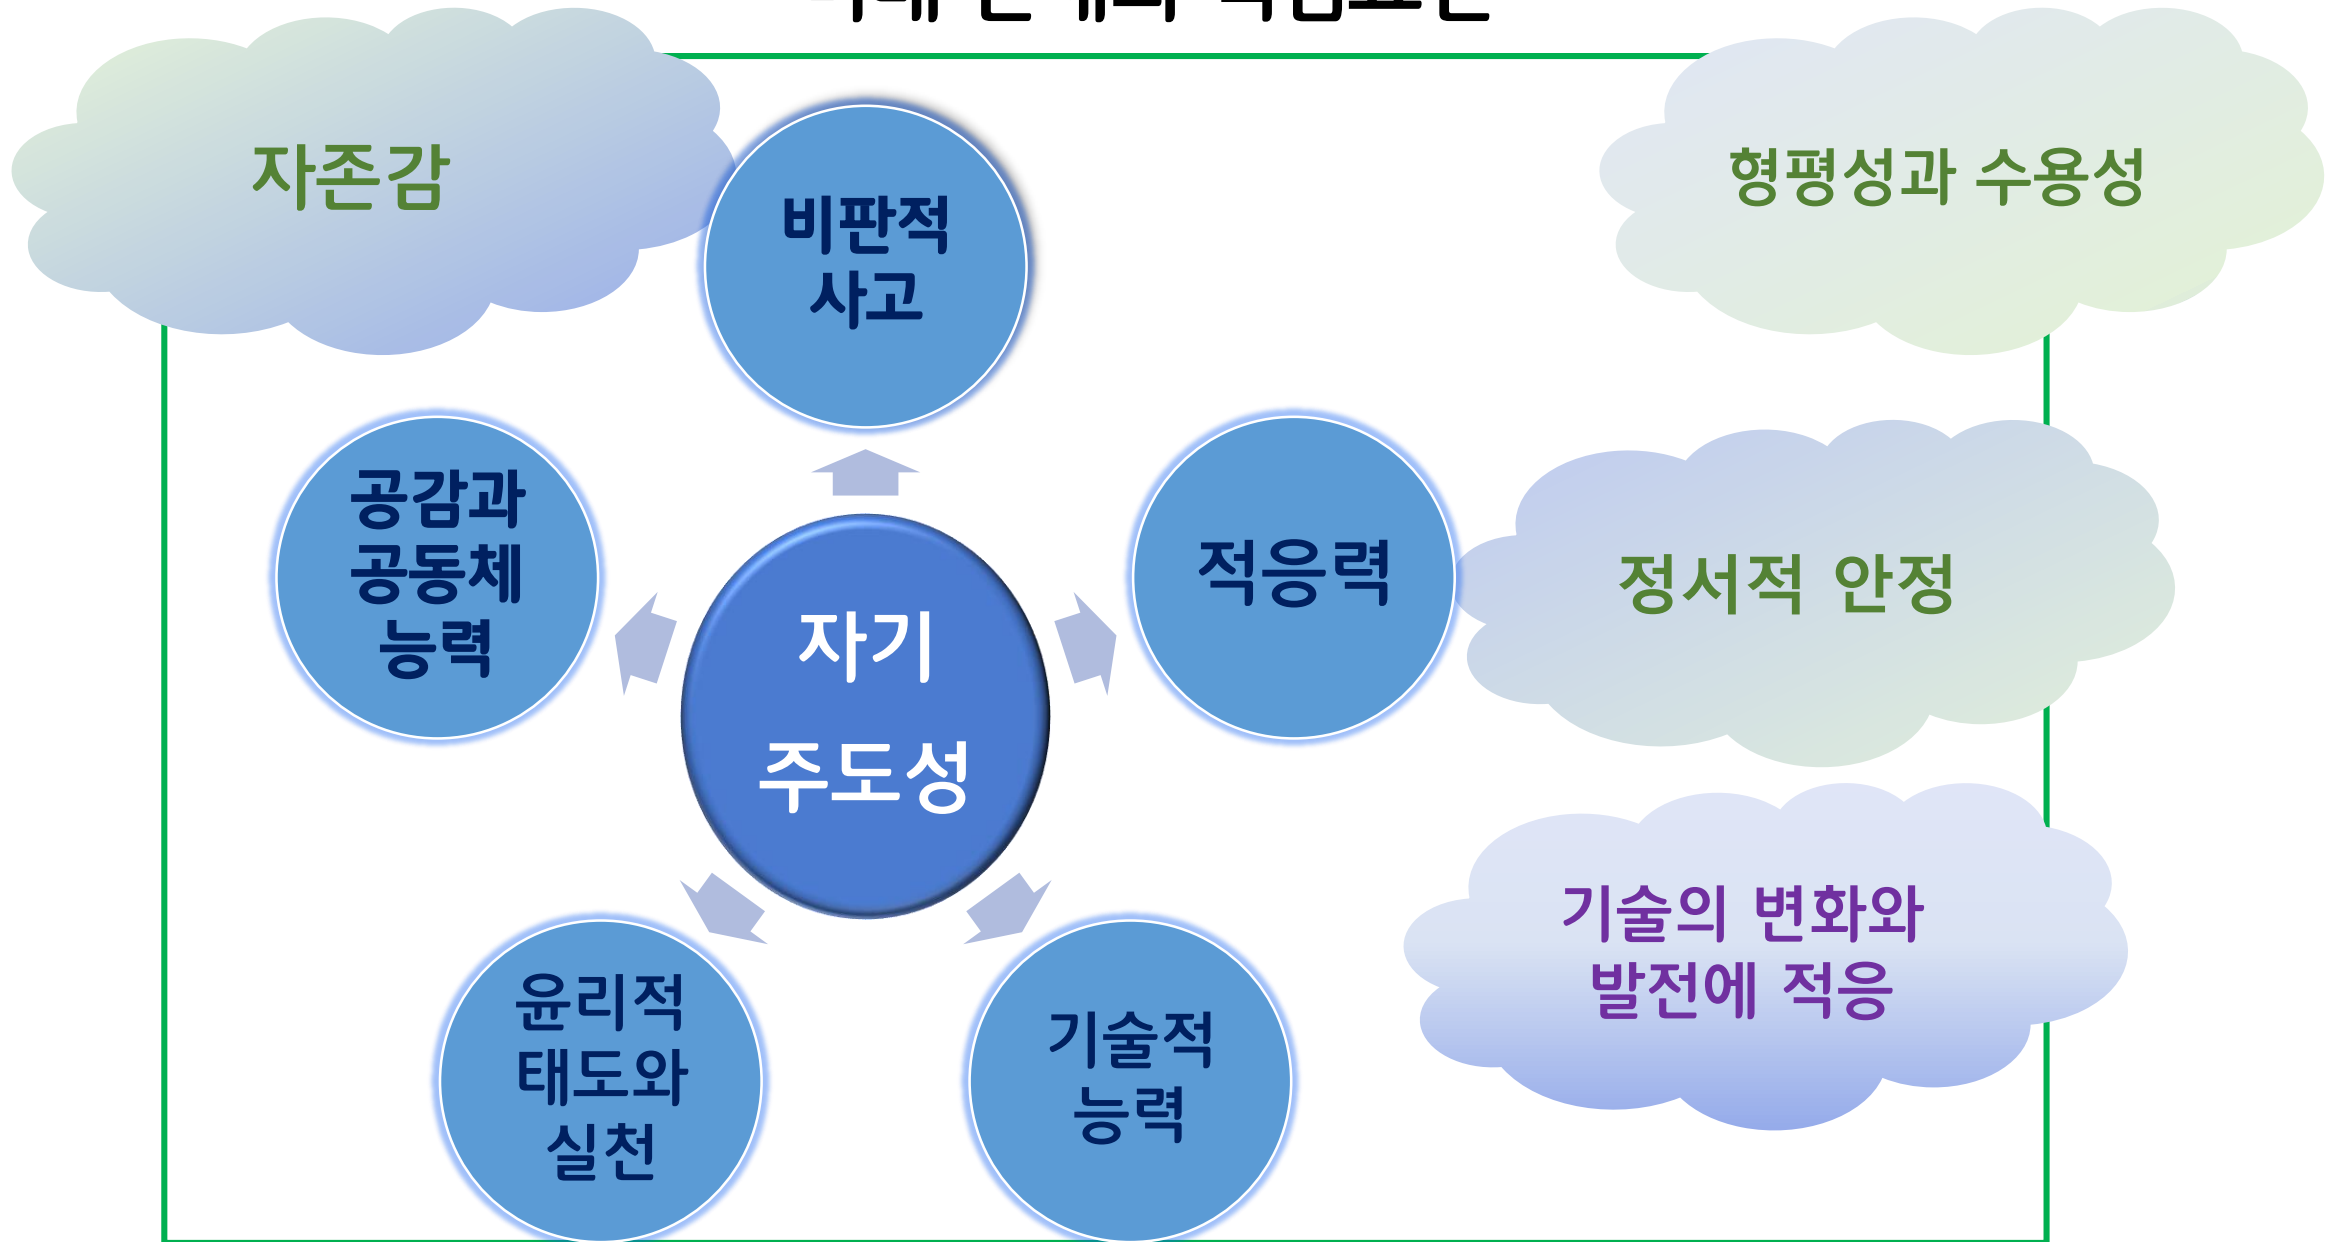 자존감
형평성과 수용성
비판적
사고
공감과
공동체
능력
적응력
정서적 안정
자기
주도성
기술의 변화와
발전에 적응
윤리적
태도와
실천
기술적
능력